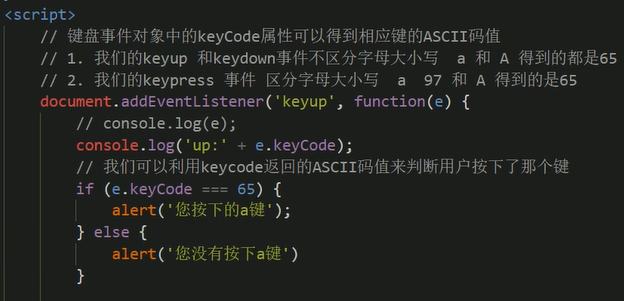 <script>
// 键盘事件对象中的keyCode属性可以得到相应键的ASCII码值
// 1. 我们的keyup 和keydown事件不区分字母大小写  a 和 A 得到的都是65
// 2. 我们的keypress 事件 区分字母大小写  a  97 和 A 得到的是65
document.addEventListener('keyup', function(e) {
// console.log(e);
console.log('up:' + e.keyCode);
// 我们可以利用keycode返回的ASCII码值来判断用户按下了那个键
if (e.keyCode === 65) {
alert('您按下的a键');
} else {
alert('您没有按下a键')
}